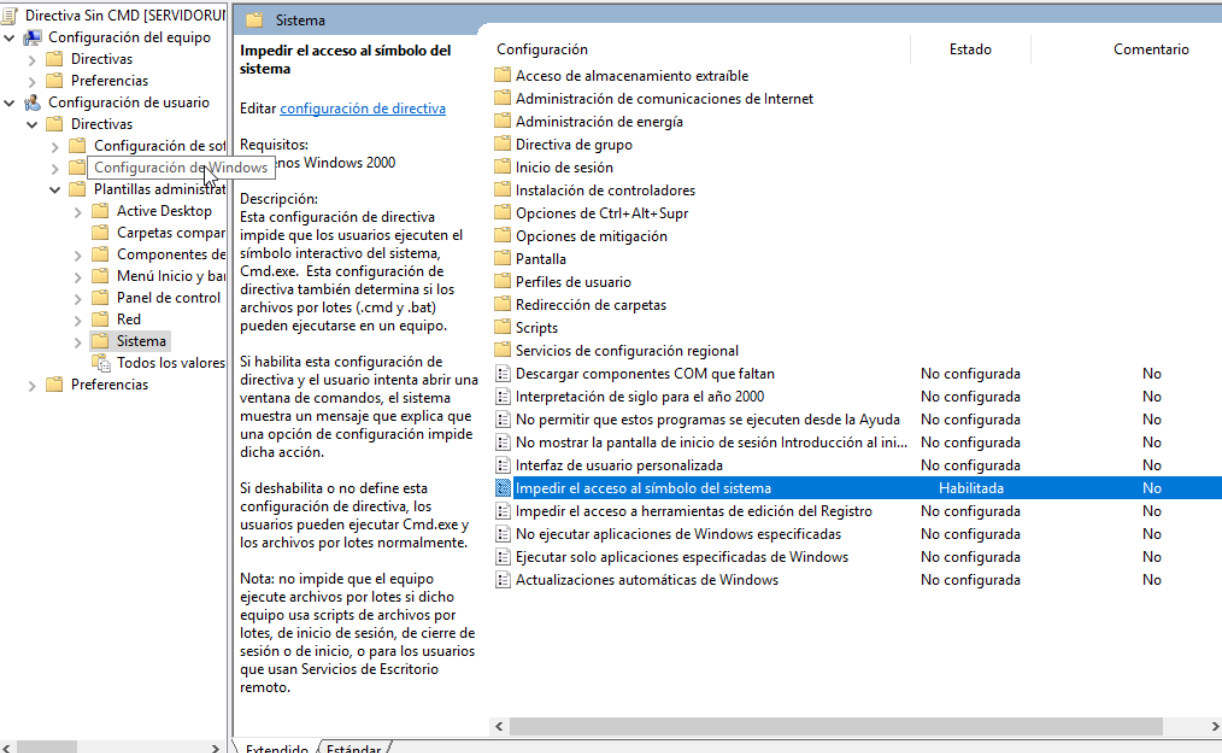 Directiva Sin CMD [SERVIDORUN
Configuración del equipo
Directivas
Preferencias
Configuración de usuario
Directivas
Configuración de sof
Configuración de Windows
Plantillas administrat
Active Desktop
Carpetas compar
Componentes de
Menú Inicio y bar
Panel de control
Red
Sistema
Todos los valores
Preferencias
Sistema
Impedir el acceso al símbolo del
sistema
Editar configuración de directiva
Requisitos:
enos Windows 2000
Descripción:
Esta configuración de directiva
impide que los usuarios ejecuten el
símbolo interactivo del sistema,
Cmd.exe. Esta configuración de
directiva también determina si los
archivos por lotes (.cmd y .bat)
pueden ejecutarse en un equipo.
Si habilita esta configuración de
directiva y el usuario intenta abrir una
ventana de comandos, el sistema
muestra un mensaje que explica que
una opción de configuración impide
dicha acción.
Si deshabilita o no define esta
configuración de directiva, los
usuarios pueden ejecutar Cmd.exe y
los archivos por lotes normalmente.
Nota: no impide que el equipo
ejecute archivos por lotes si dicho
equipo usa scripts de archivos por
lotes, de inicio de sesión, de cierre de
sesión o de inicio, o para los usuarios
que usan Servicios de Escritorio
remoto.
Configuración Estado Comentario
Acceso de almacenamiento extraíble
Administración de comunicaciones de Internet
Administración de energía
Directiva de grupo
Inicio de sesión
Instalación de controladores
Opciones de Ctrl+Alt+Supr
Opciones de mitigación
Pantalla
Perfiles de usuario
Redirección de carpetas
Scripts
Servicios de configuración regional
Descargar componentes COM que faltan No configurada No
Interpretación de siglo para el año 2000 No configurada No
No permitir que estos programas se ejecuten desde la Ayuda No configurada No
No mostrar la pantalla de inicio de sesión Introducción al ini... No configurada No
Interfaz de usuario personalizada No configurada No
Impedir el acceso al símbolo del sistema Habilitada No
Impedir el acceso a herramientas de edición del Registro No configurada No
No ejecutar aplicaciones de Windows especificadas No configurada No
Ejecutar solo aplicaciones especificadas de Windows No configurada No
Actualizaciones automáticas de Windows No configurada No
Extendido Estándar